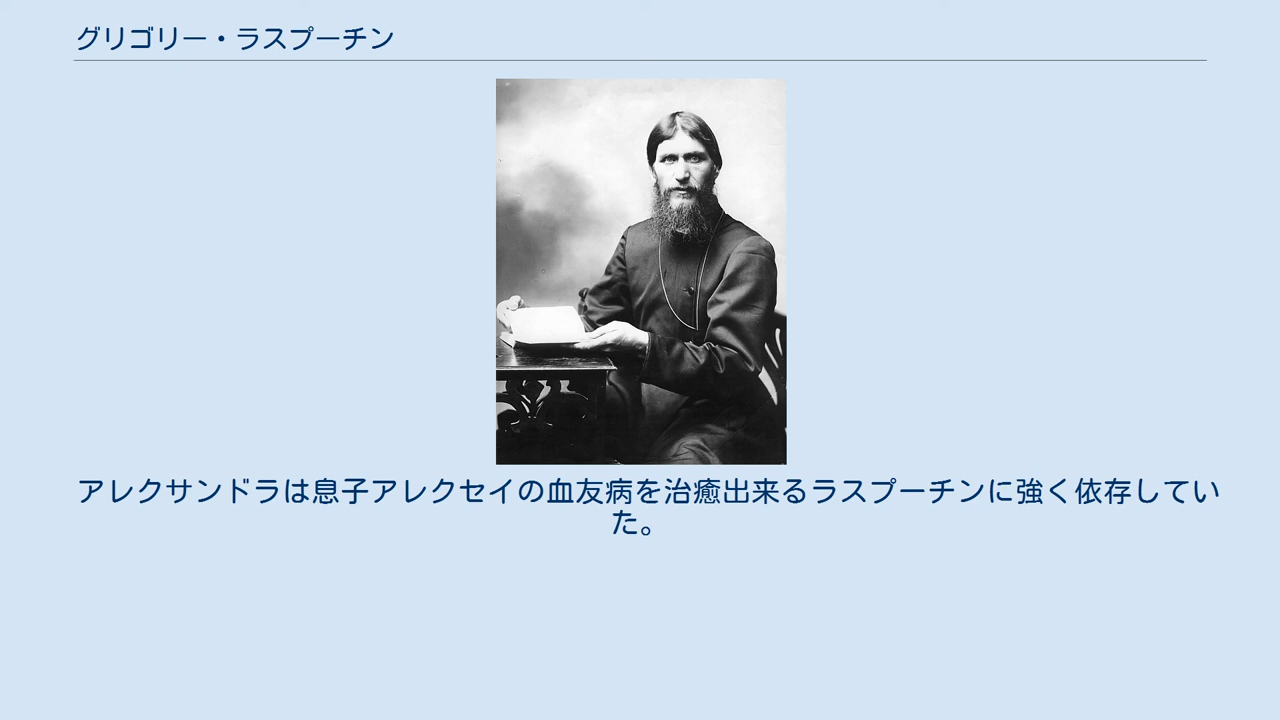 グリゴリー・ラスプーチン
アレクサンドラは息子アレクセイの血友病を治癒出来るラスプーチンに強く依存してい
た。